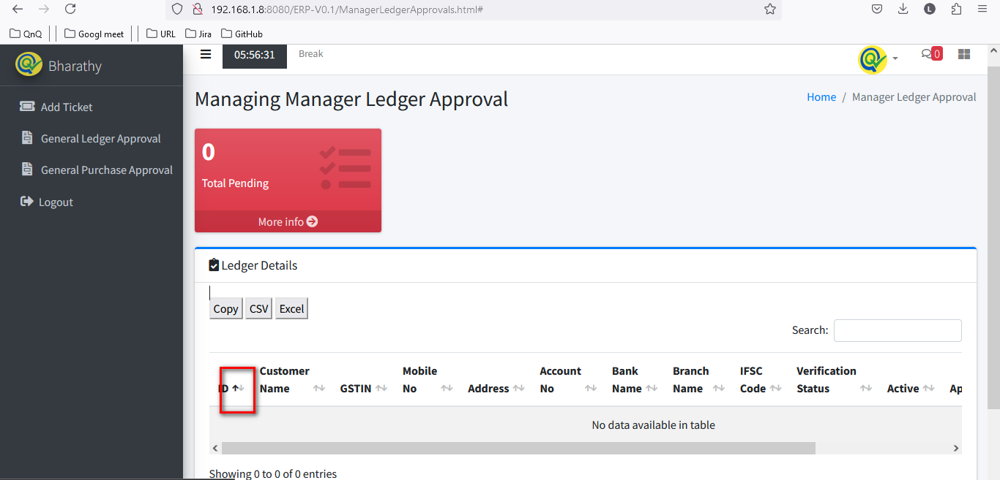 192.168.1.8:8080/ERP-V0.1/ManagerLedgerApprovals.html#
L
QnQ Googl meet URL Jira GitHub
Bharathy
05:56:31 Break
0
Add Ticket
General Ledger Approval
General Purchase Approval
Logout
Managing Manager Ledger Approval
Home / Manager Ledger Approval
0
Total Pending
More info
Ledger Details
Copy CSV Excel
Search:
ID Customer Name GSTIN Mobile No Address Account No Bank Name Branch Name IFSC Code Verification Status Active Ap
No data available in table
Showing 0 to 0 of 0 entries